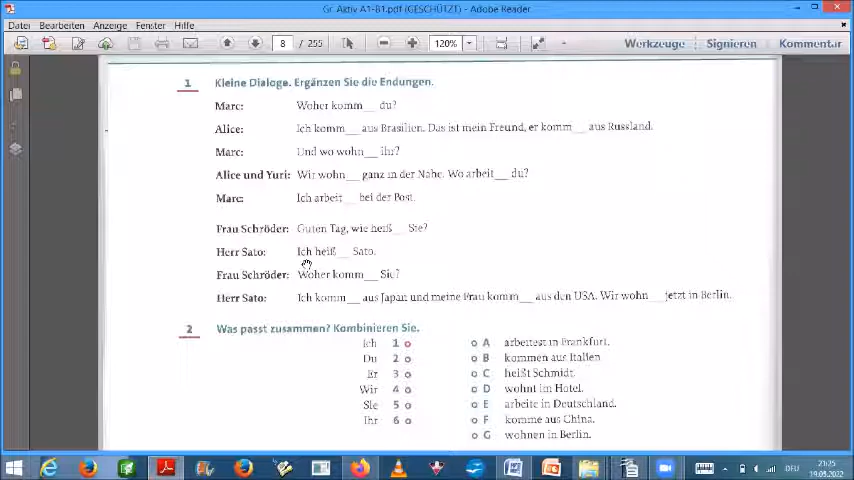 Gr. Aktiv A1-B1.pdf (GESCHÜTZT) - Adobe Reader
Datei Bearbeiten Anzeige Fenster Hilfe
8 / 255 120% Werkzeuge Signieren Kommentar
1 Kleine Dialoge. Ergänzen Sie die Endungen.
Marc: Woher komm__ du?
Alice: Ich komm__ aus Brasilien. Das ist mein Freund, er komm__ aus Russland.
Marc: Und wo wohn__ ihr?
Alice und Yuri: Wir wohn__ ganz in der Nähe. Wo arbeit__ du?
Marc: Ich arbeit__ bei der Post.
Frau Schröder: Guten Tag, wie heiß__ Sie?
Herr Sato: Ich heiß__ Sato.
Frau Schröder: Woher komm__ Sie?
Herr Sato: Ich komm__ aus Japan und meine Frau komm__ aus den USA. Wir wohn__ jetzt in Berlin.
2 Was passt zusammen? Kombinieren Sie.
Ich 1 A arbeitest in Frankfurt.
Du 2 B kommen aus Italien
Er 3 C heißt Schmidt.
Wir 4 D wohnt im Hotel.
Sie 5 E arbeite in Deutschland.
Ihr 6 F komme aus China.
G wohnen in Berlin.
DEU 21:25
19.03.2022